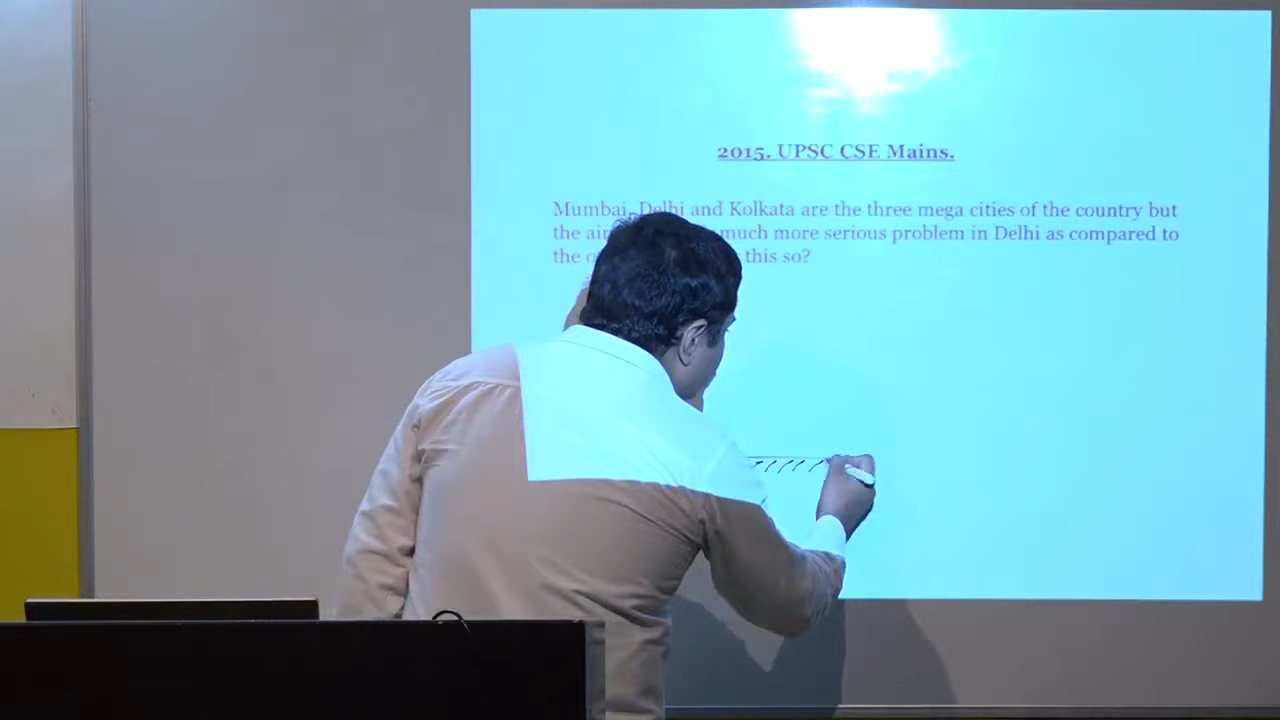 2015. UPSC CSE Mains.
Mumbai, Delhi and Kolkata are the three mega cities of the country but
the air much more serious problem in Delhi as compared to
the this so?